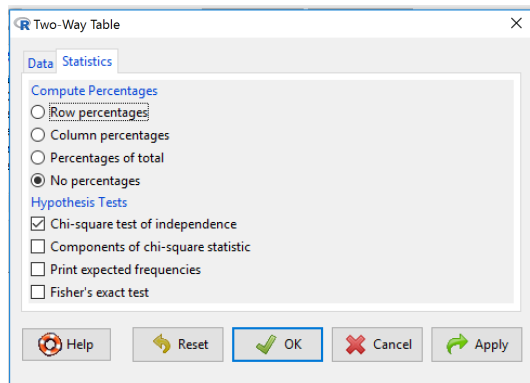 Two-Way Table
Data Statistics
Compute Percentages
Row percentages
Column percentages
Percentages of total
No percentages
Hypothesis Tests
Chi-square test of independence
Components of chi-square statistic
Print expected frequencies
Fisher's exact test
Help Reset OK Cancel Apply